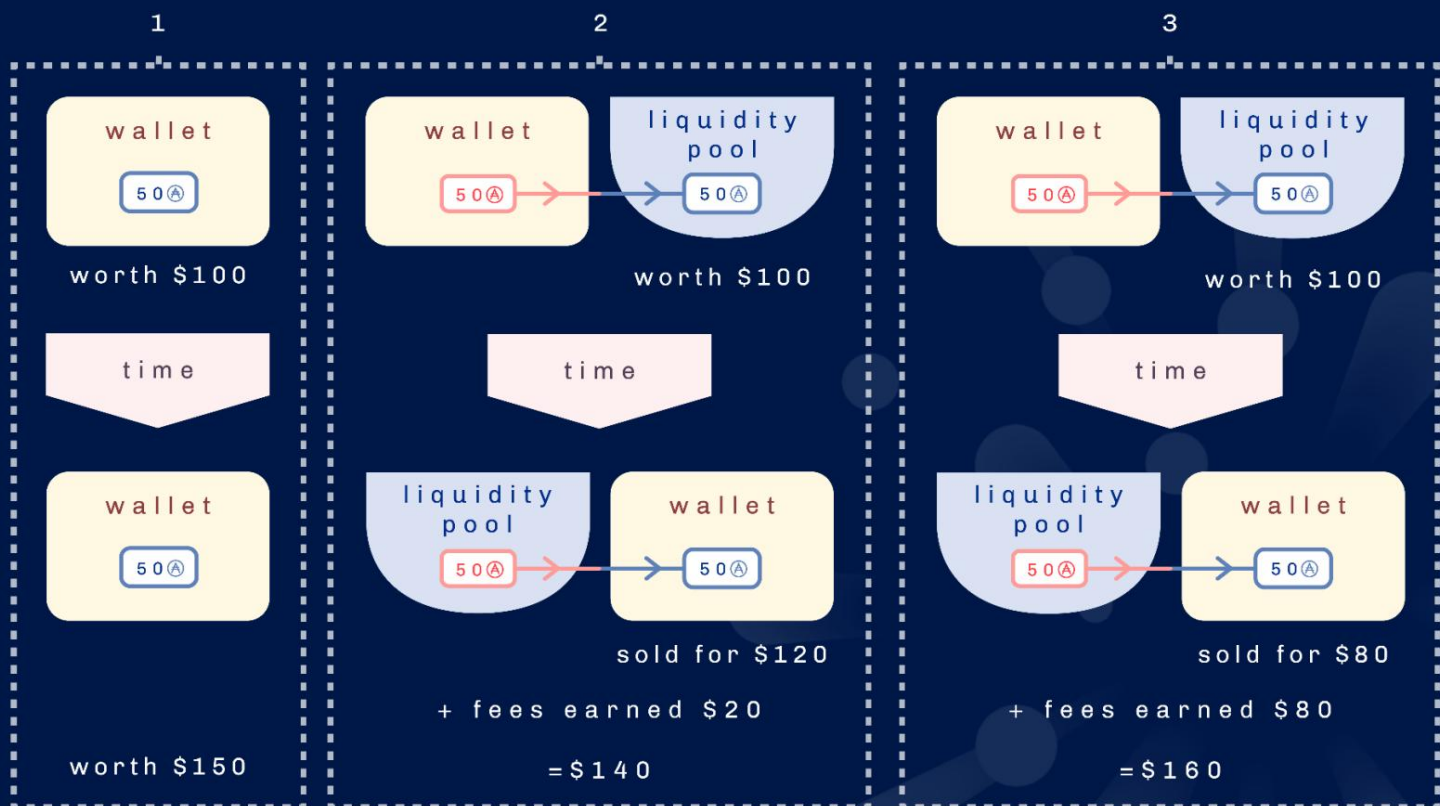 1
wallet
50Ⓐ
worth $100
time
wallet
50Ⓐ
worth $150
2
wallet
50Ⓐ
liquidity
pool
50Ⓐ
worth $100
time
liquidity
pool
50Ⓐ
wallet
50Ⓐ
sold for $120
+ fees earned $20
=$140
3
wallet
50Ⓐ
liquidity
pool
50Ⓐ
worth $100
time
liquidity
pool
50Ⓐ
wallet
50Ⓐ
sold for $80
+ fees earned $80
=$160